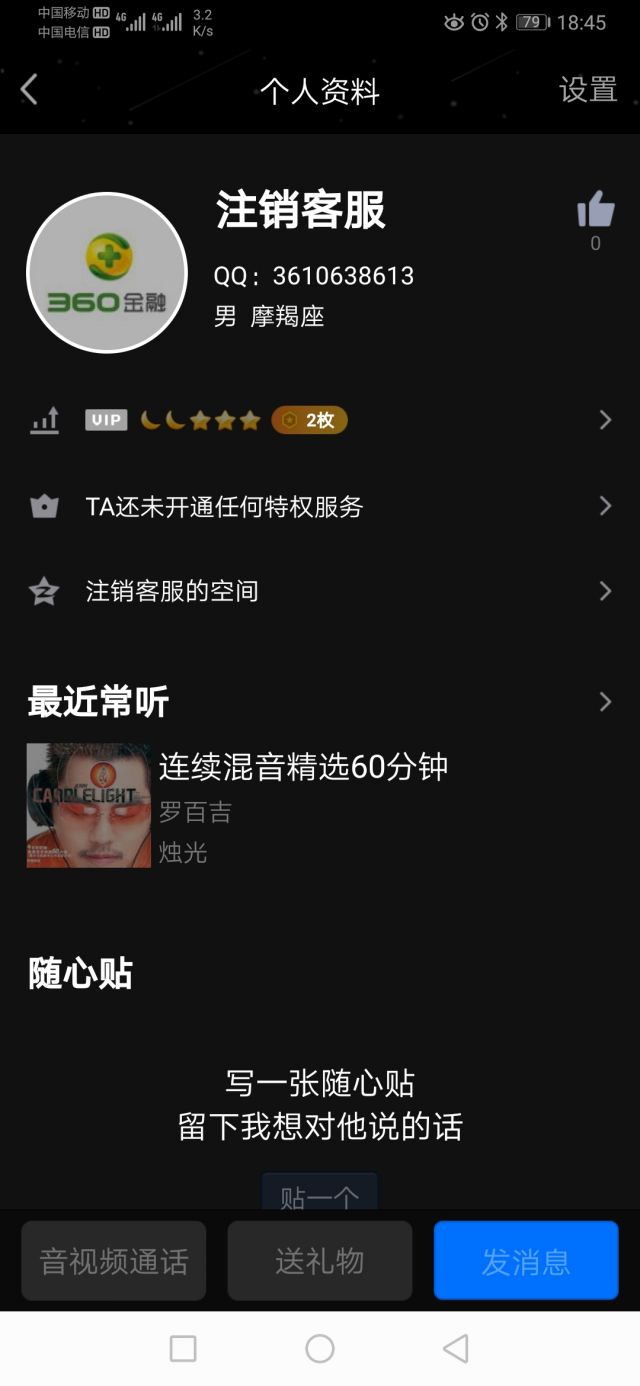 中国移动 HD 4G 4G 3.2
中国电信 HD K/s
79 18:45
个人资料
设置
注销客服
0
QQ：3610638613
男 摩羯座
360金融
VIP 2枚
TA还未开通任何特权服务
注销客服的空间
最近常听
连续混音精选60分钟
CANDLELIGHT
罗百吉
烛光
随心贴
写一张随心贴
留下我想对他说的话
贴一个
音视频通话
送礼物
发消息